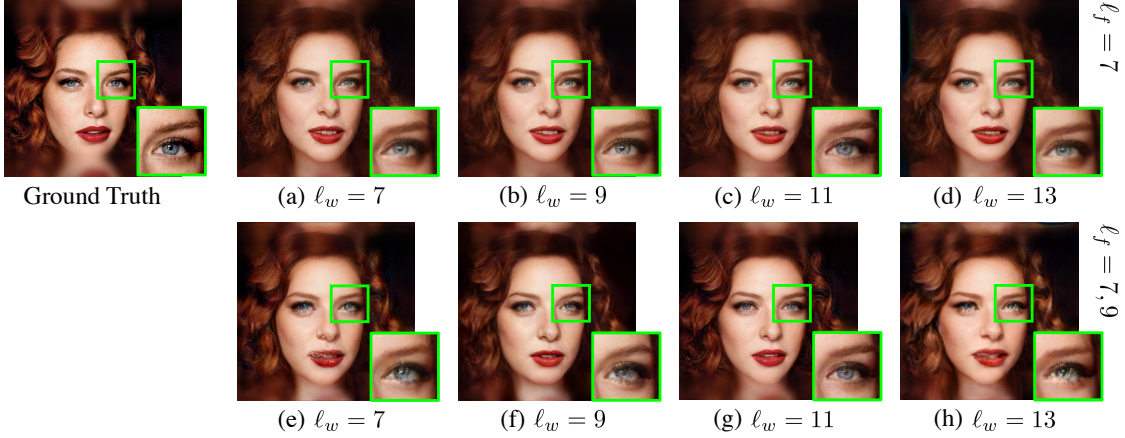 ℓ_f = 7
Ground Truth
(a) ℓ_w = 7
(b) ℓ_w = 9
(c) ℓ_w = 11
(d) ℓ_w = 13
ℓ_f = 7,9
(e) ℓ_w = 7
(f) ℓ_w = 9
(g) ℓ_w = 11
(h) ℓ_w = 13